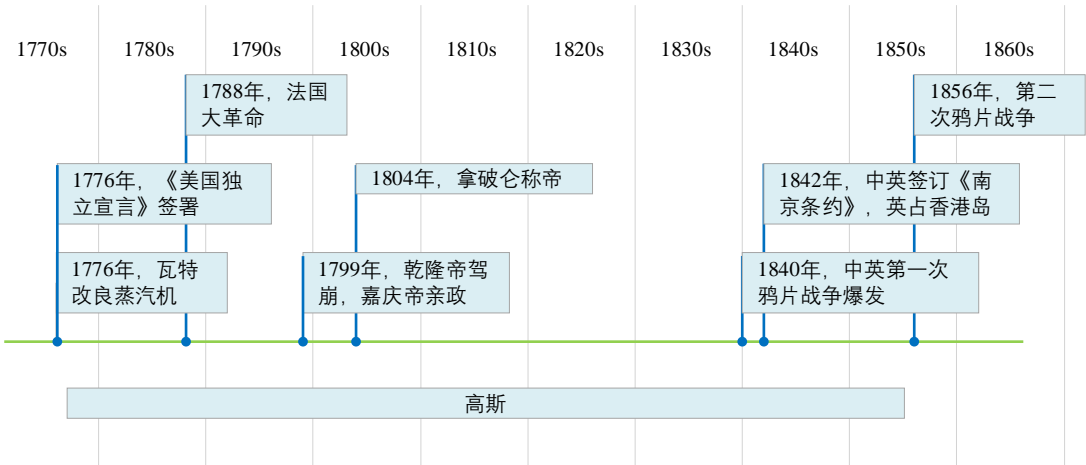 1770s 1780s 1790s 1800s 1810s 1820s 1830s 1840s 1850s 1860s
1788年，法国
大革命
1856年，第二
次鸦片战争
1776年，《美国独
立宣言》签署
1804年，拿破仑称帝
1842年，中英签订《南
京条约》，英占香港岛
1776年，瓦特
改良蒸汽机
1799年，乾隆帝驾
崩，嘉庆帝亲政
1840年，中英第一次
鸦片战争爆发
高斯